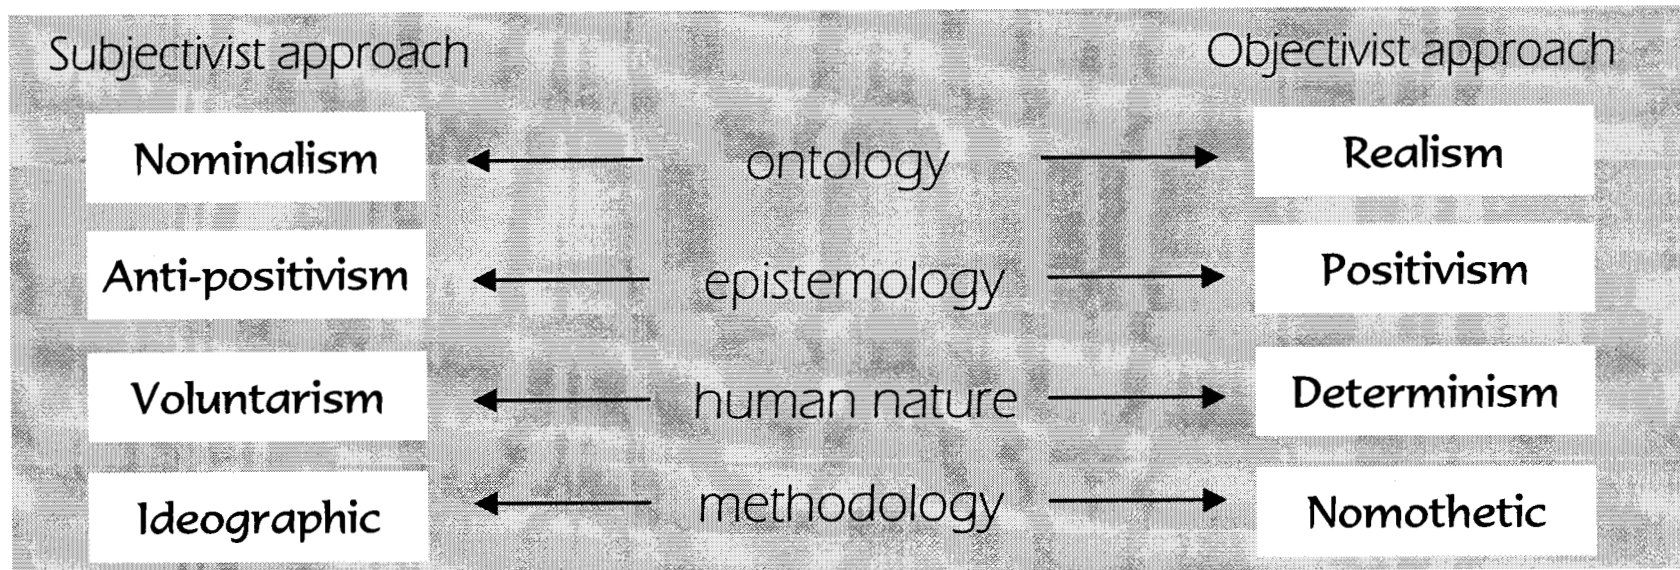 Subjectivist approach Objectivist approach
Nominalism ontology Realism
Anti-positivism epistemology Positivism
Voluntarism human nature Determinism
Ideographic methodology Nomothetic